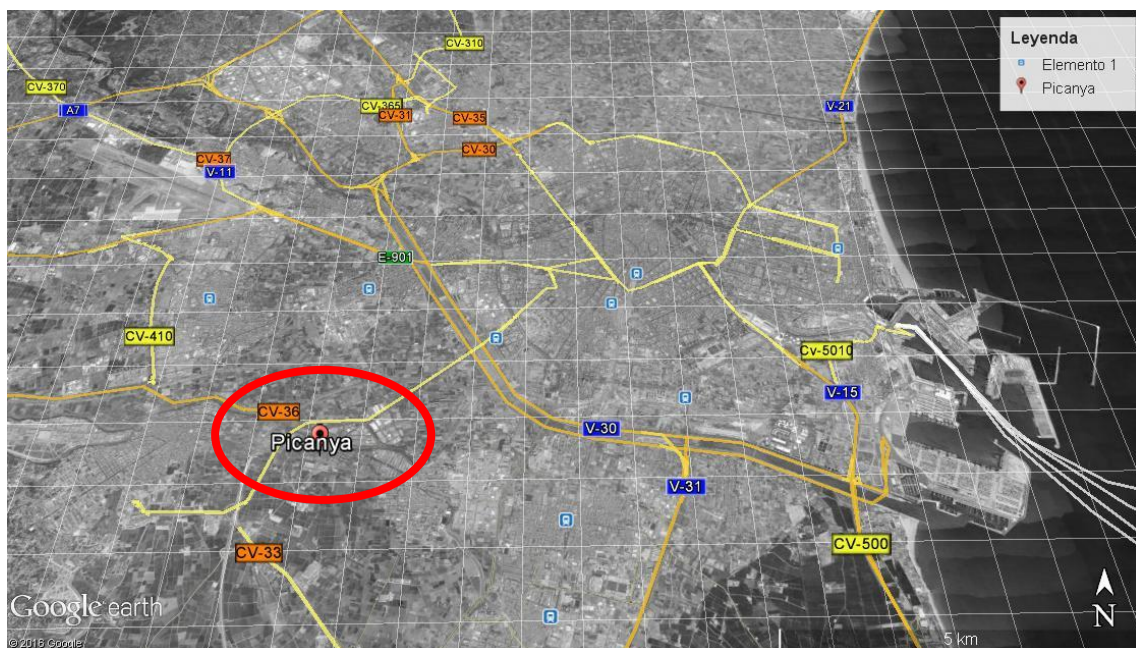 CV-310
Leyenda
Elemento 1
Picanya
CV-370
A7
CV-365
CV-31
CV-35
V-21
CV-30
CV-37
V-11
E-901
CV-410
Cv-5010
V-15
CV-36
Picanya
V-30
V-31
CV-33
CV-500
Google earth
© 2016 Google
5 km
N